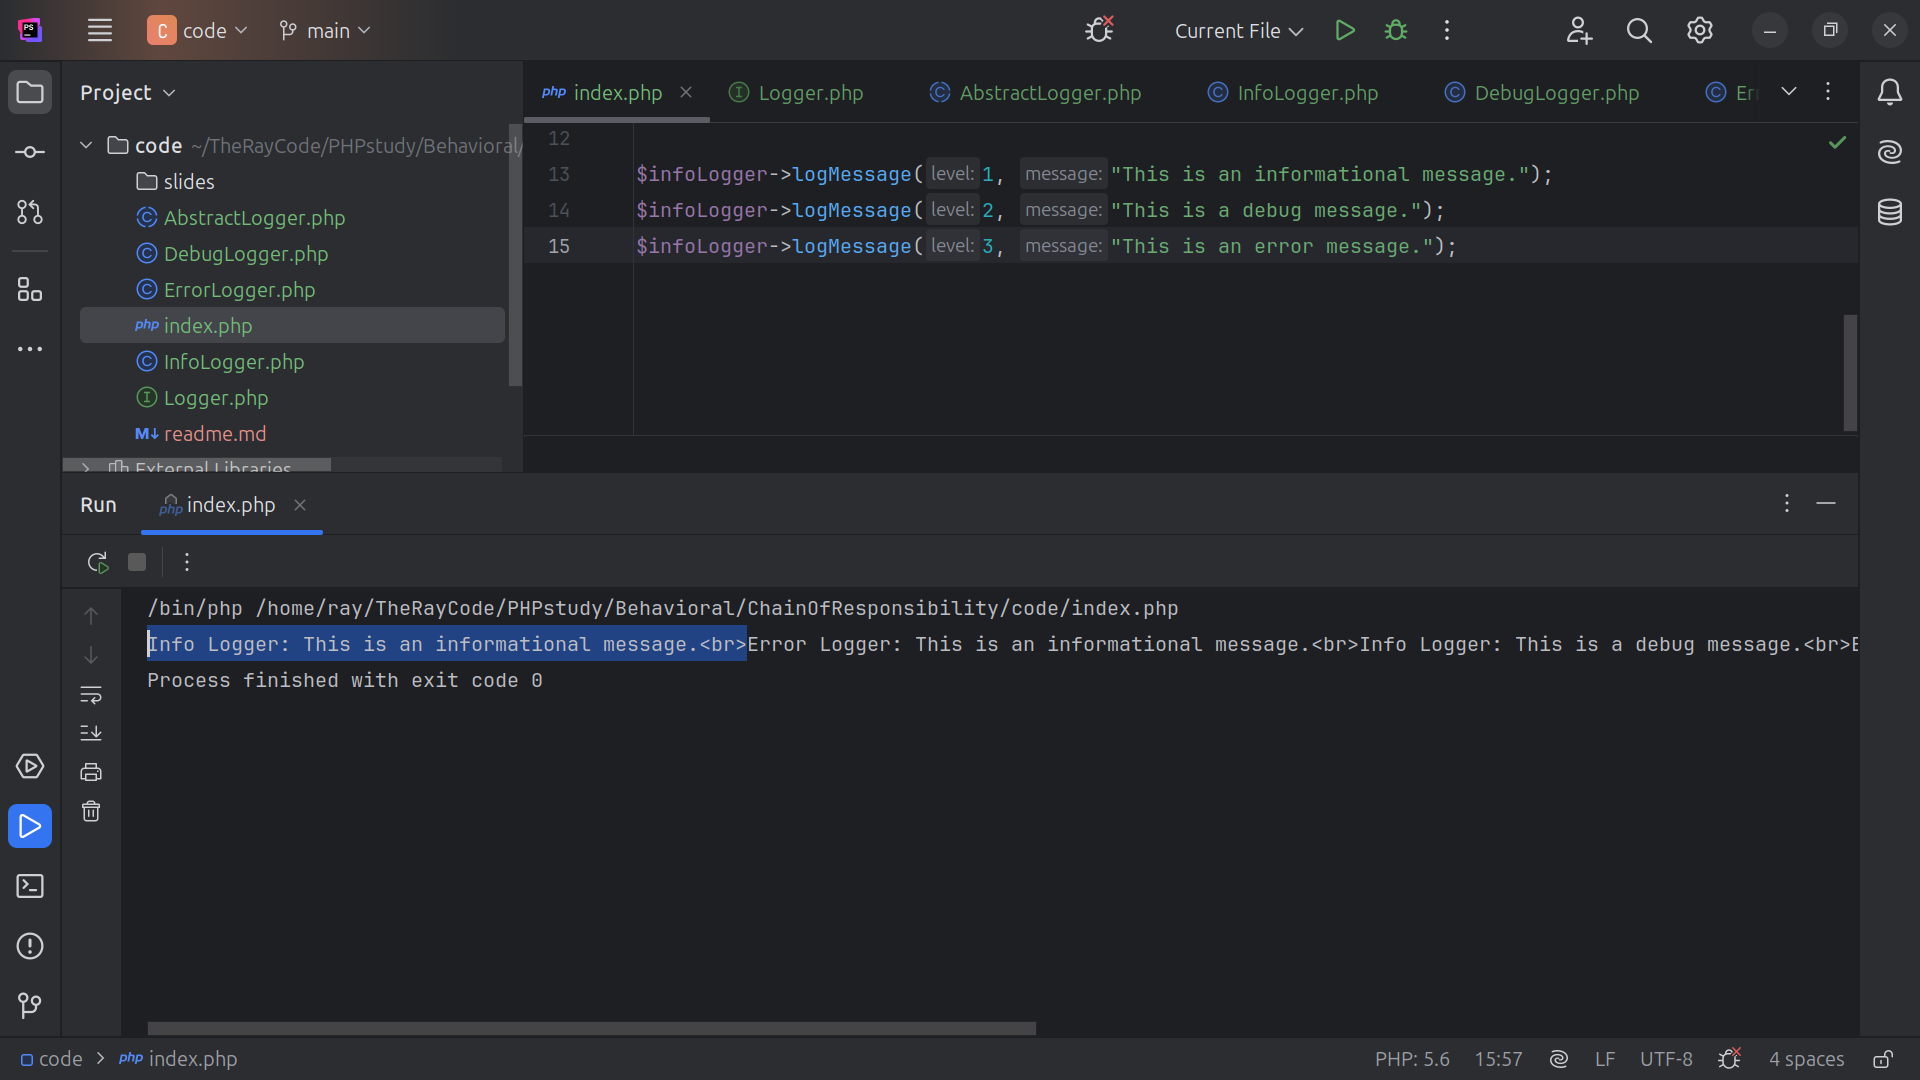 PS
C code
main
Current File
Project
index.php
Logger.php
AbstractLogger.php
InfoLogger.php
DebugLogger.php
code ~/TheRayCode/PHPstudy/Behavioral/
slides
AbstractLogger.php
DebugLogger.php
ErrorLogger.php
php index.php
InfoLogger.php
Logger.php
M↓ readme.md
External Libraries
12
13 $infoLogger->logMessage( level: 1, message: "This is an informational message.");
14 $infoLogger->logMessage( level: 2, message: "This is a debug message.");
15 $infoLogger->logMessage( level: 3, message: "This is an error message.");
Run
php index.php
/bin/php /home/ray/TheRayCode/PHPstudy/Behavioral/ChainOfResponsibility/code/index.php
Info Logger: This is an informational message.<br>Error Logger: This is an informational message.<br>Info Logger: This is a debug message.<br>E
Process finished with exit code 0
code > php index.php
PHP: 5.6
15:57
LF
UTF-8
4 spaces